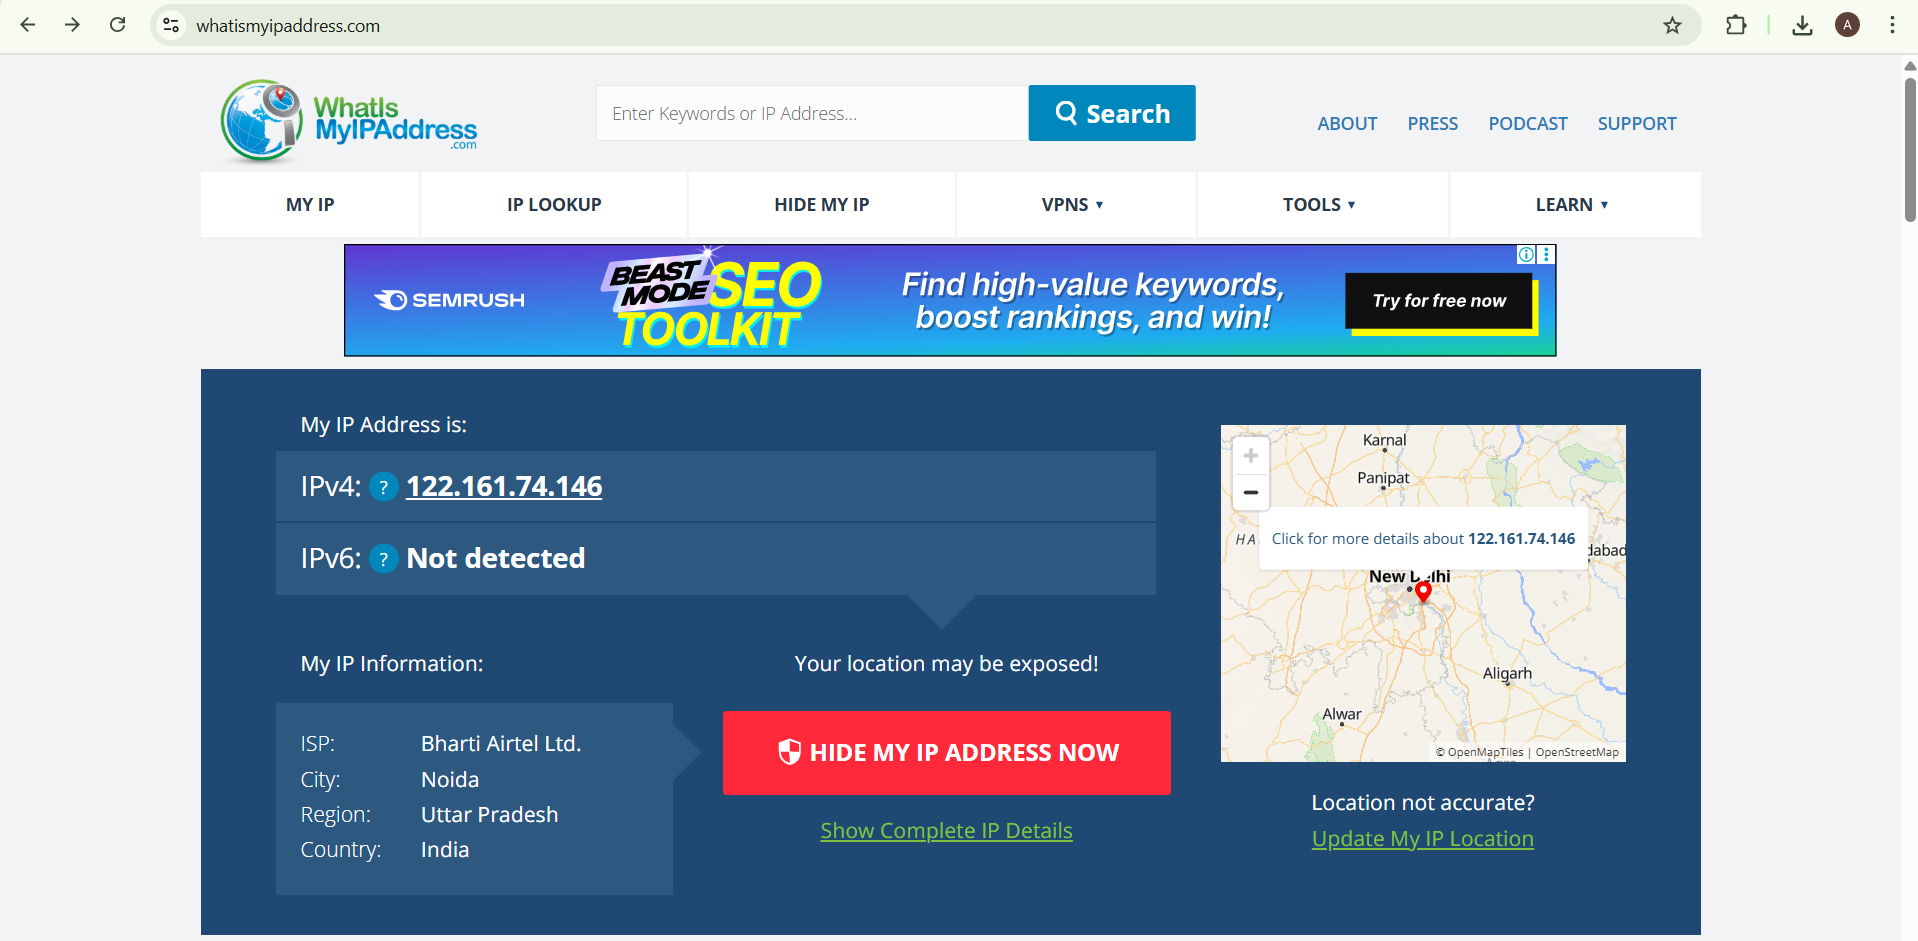 whatismyipaddress.com
A
WhatIs
MyIPAddress
.com
Enter Keywords or IP Address...
Search
ABOUT PRESS PODCAST SUPPORT
MY IP IP LOOKUP HIDE MY IP VPNS ▾ TOOLS ▾ LEARN ▾
SEMRUSH
BEAST
MODE SEO
TOOLKIT
Find high-value keywords,
boost rankings, and win!
Try for free now
My IP Address is:
IPv4: ? 122.161.74.146
IPv6: ? Not detected
My IP Information:
ISP: Bharti Airtel Ltd.
City: Noida
Region: Uttar Pradesh
Country: India
Your location may be exposed!
HIDE MY IP ADDRESS NOW
Show Complete IP Details
+
−
Karnal
Panipat
HA
Click for more details about 122.161.74.146
dabad
New Delhi
Aligarh
Alwar
© OpenMapTiles | OpenStreetMap
Location not accurate?
Update My IP Location